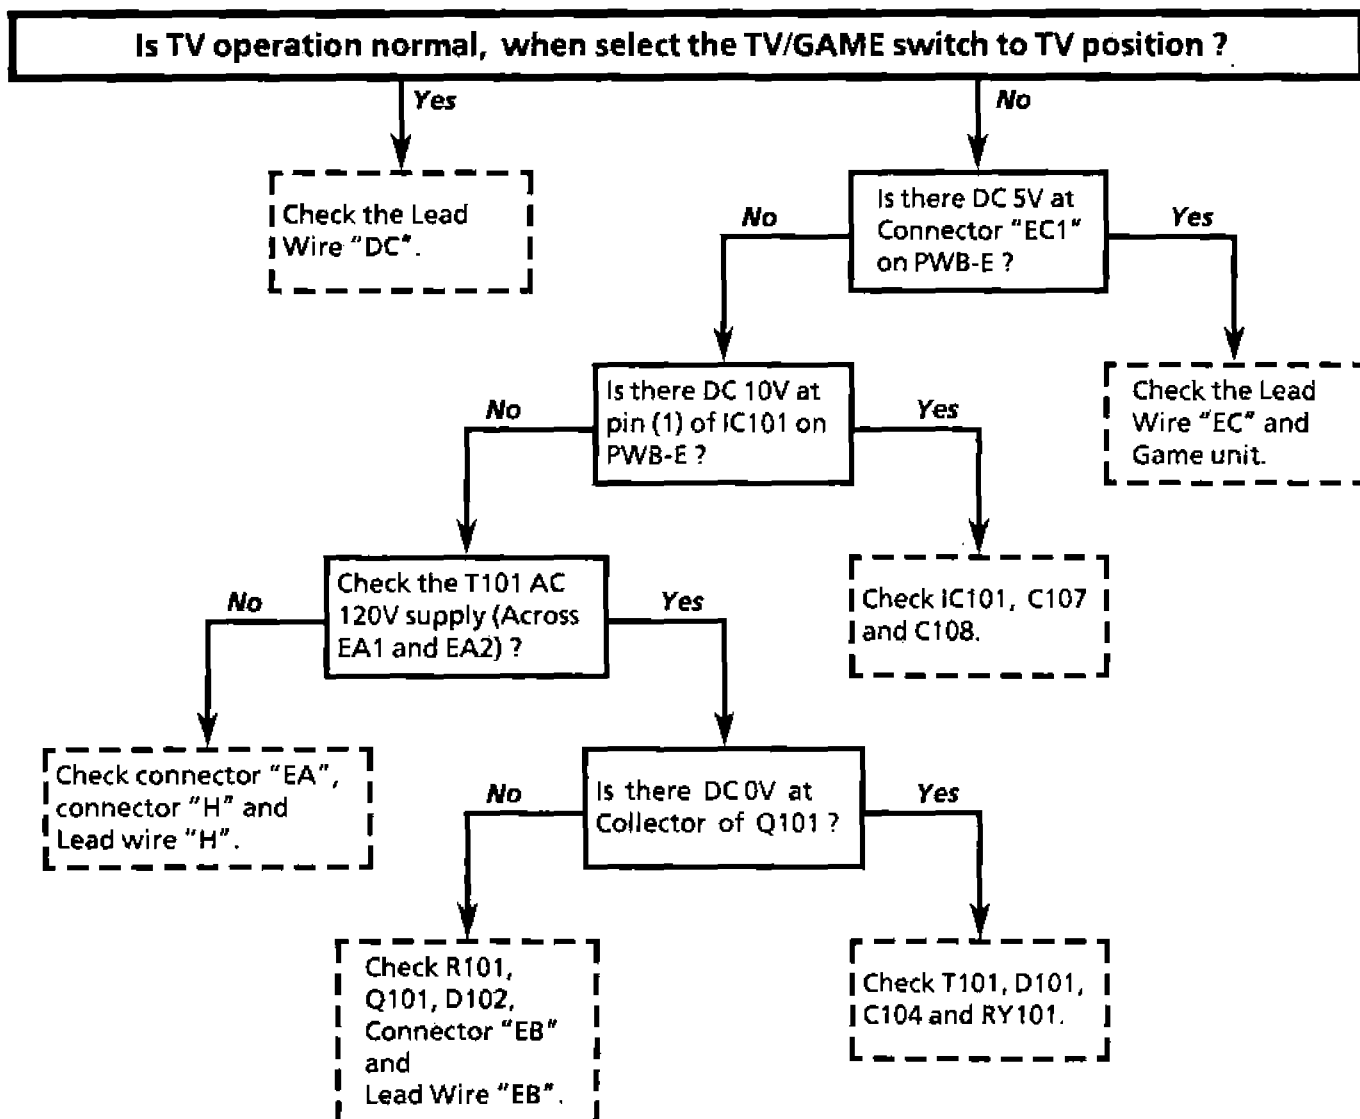 Is TV operation normal, when select the TV/GAME switch to TV position ?
Yes
No
Check the Lead
Wire "DC".
Is there DC 5V at
Connector "EC1"
on PWB-E ?
No
Yes
Is there DC 10V at
pin (1) of IC101 on
PWB-E ?
Check the Lead
Wire "EC" and
Game unit.
No
Yes
Check the T101 AC
120V supply (Across
EA1 and EA2) ?
Check IC101, C107
and C108.
No
Yes
Check connector "EA",
connector "H" and
Lead wire "H".
Is there DC 0V at
Collector of Q101 ?
No
Yes
Check R101,
Q101, D102,
Connector "EB"
and
Lead Wire "EB".
Check T101, D101,
C104 and RY101.